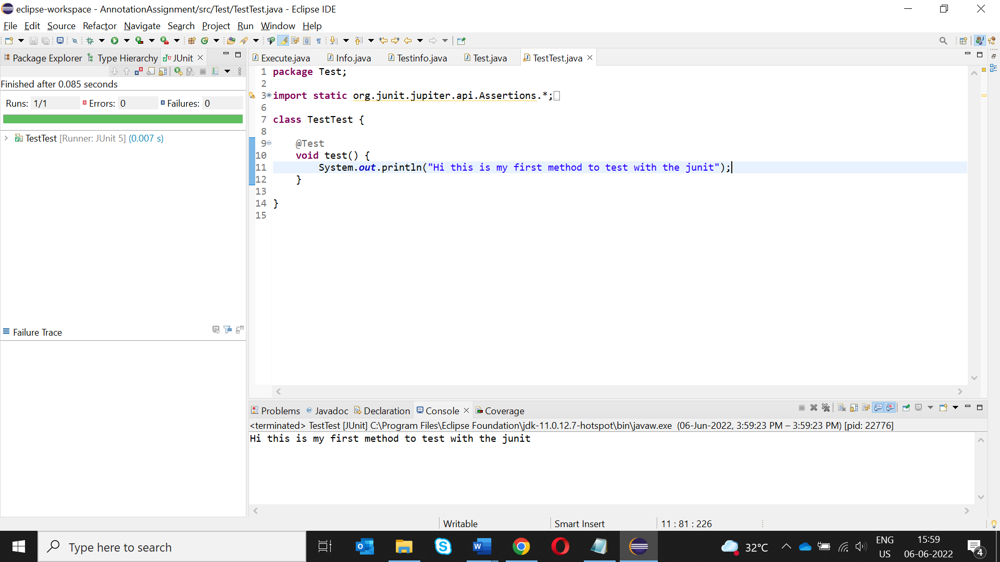 eclipse-workspace - AnnotationAssignment/src/Test/TestTest.java - Eclipse IDE
File Edit Source Refactor Navigate Search Project Run Window Help
Package Explorer Type Hierarchy JUnit
Execute.java Info.java Testinfo.java Test.java TestTest.java
Finished after 0.085 seconds
Runs: 1/1 Errors: 0 Failures: 0
TestTest [Runner: JUnit 5] (0.007 s)
Failure Trace
1 package Test;
2
3 import static org.junit.jupiter.api.Assertions.*;
6
7 class TestTest {
8
9 @Test
10 void test() {
11 System.out.println("Hi this is my first method to test with the junit");
12 }
13
14 }
15
Problems @ Javadoc Declaration Console Coverage
<terminated> TestTest [JUnit] C:\Program Files\Eclipse Foundation\jdk-11.0.12.7-hotspot\bin\javaw.exe (06-Jun-2022, 3:59:23 PM – 3:59:23 PM) [pid: 22776]
Hi this is my first method to test with the junit
Writable Smart Insert 11 : 81 : 226
Type here to search
32°C
ENG
US
15:59
06-06-2022
4